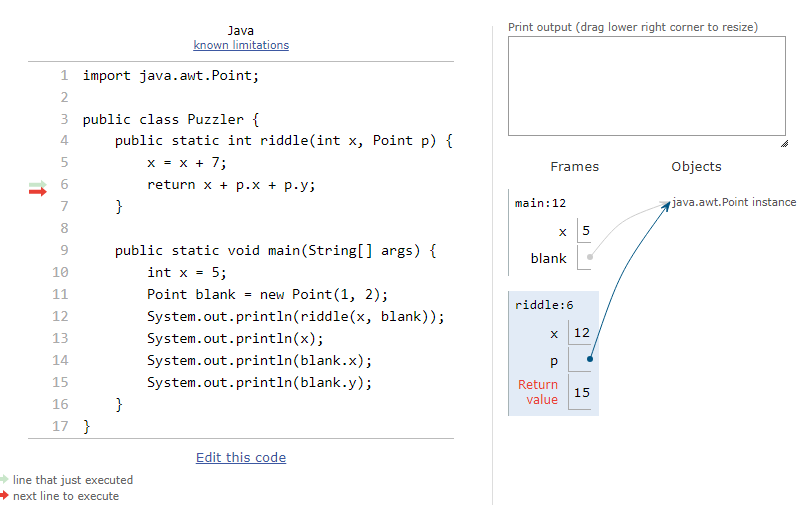 Java
known limitations
1 import java.awt.Point;
2
3 public class Puzzler {
4     public static int riddle(int x, Point p) {
5         x = x + 7;
6         return x + p.x + p.y;
7     }
8
9     public static void main(String[] args) {
10         int x = 5;
11         Point blank = new Point(1, 2);
12         System.out.println(riddle(x, blank));
13         System.out.println(x);
14         System.out.println(blank.x);
15         System.out.println(blank.y);
16     }
17 }
Edit this code
line that just executed
next line to execute
Print output (drag lower right corner to resize)
Frames Objects
main:12
x 5
blank
java.awt.Point instance
riddle:6
x 12
p
Return
value 15